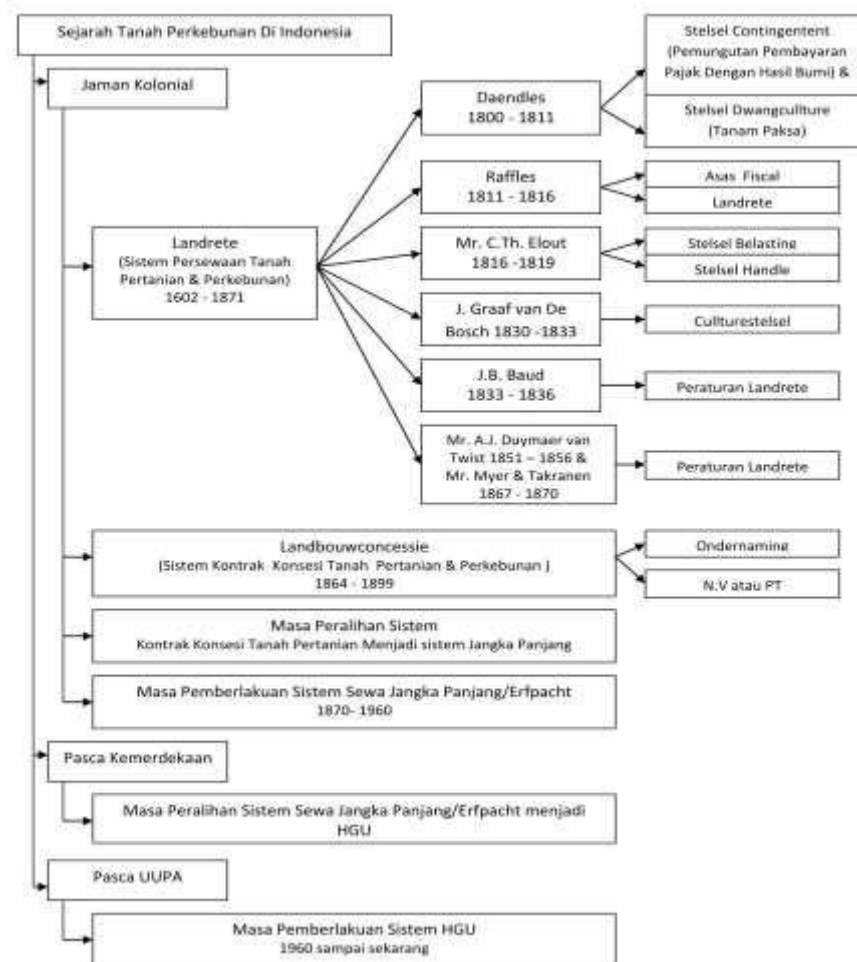 Sejarah Tanah Perkebunan Di Indonesia
Jaman Kolonial
Landrete
(Sistem Persewaan Tanah
Pertanian & Perkebunan)
1602 - 1871
Daendles
1800 - 1811
Stelsel Contingentent
(Pemungutan Pembayaran
Pajak Dengan Hasil Bumi) &
Stelsel Dwangcullture
(Tanam Paksa)
Raffles
1811 - 1816
Asas Fiscal
Landrete
Mr. C.Th. Elout
1816 -1819
Stelsel Belasting
Stelsel Handle
J. Graaf van De
Bosch 1830 -1833
Cullturestelsel
J.B. Baud
1833 - 1836
Peraturan Landrete
Mr. A.J. Duymaer van
Twist 1851 – 1856 &
Mr. Myer & Takranen
1867 - 1870
Peraturan Landrete
Landbouwconcessie
(Sistem Kontrak Konsesi Tanah Pertanian & Perkebunan )
1864 - 1899
Ondernaming
N.V atau PT
Masa Peralihan Sistem
Kontrak Konsesi Tanah Pertanian Menjadi sistem Jangka Panjang
Masa Pemberlakuan Sistem Sewa Jangka Panjang/Erfpacht
1870- 1960
Pasca Kemerdekaan
Masa Peralihan Sistem Sewa Jangka Panjang/Erfpacht menjadi
HGU
Pasca UUPA
Masa Pemberlakuan Sistem HGU
1960 sampai sekarang